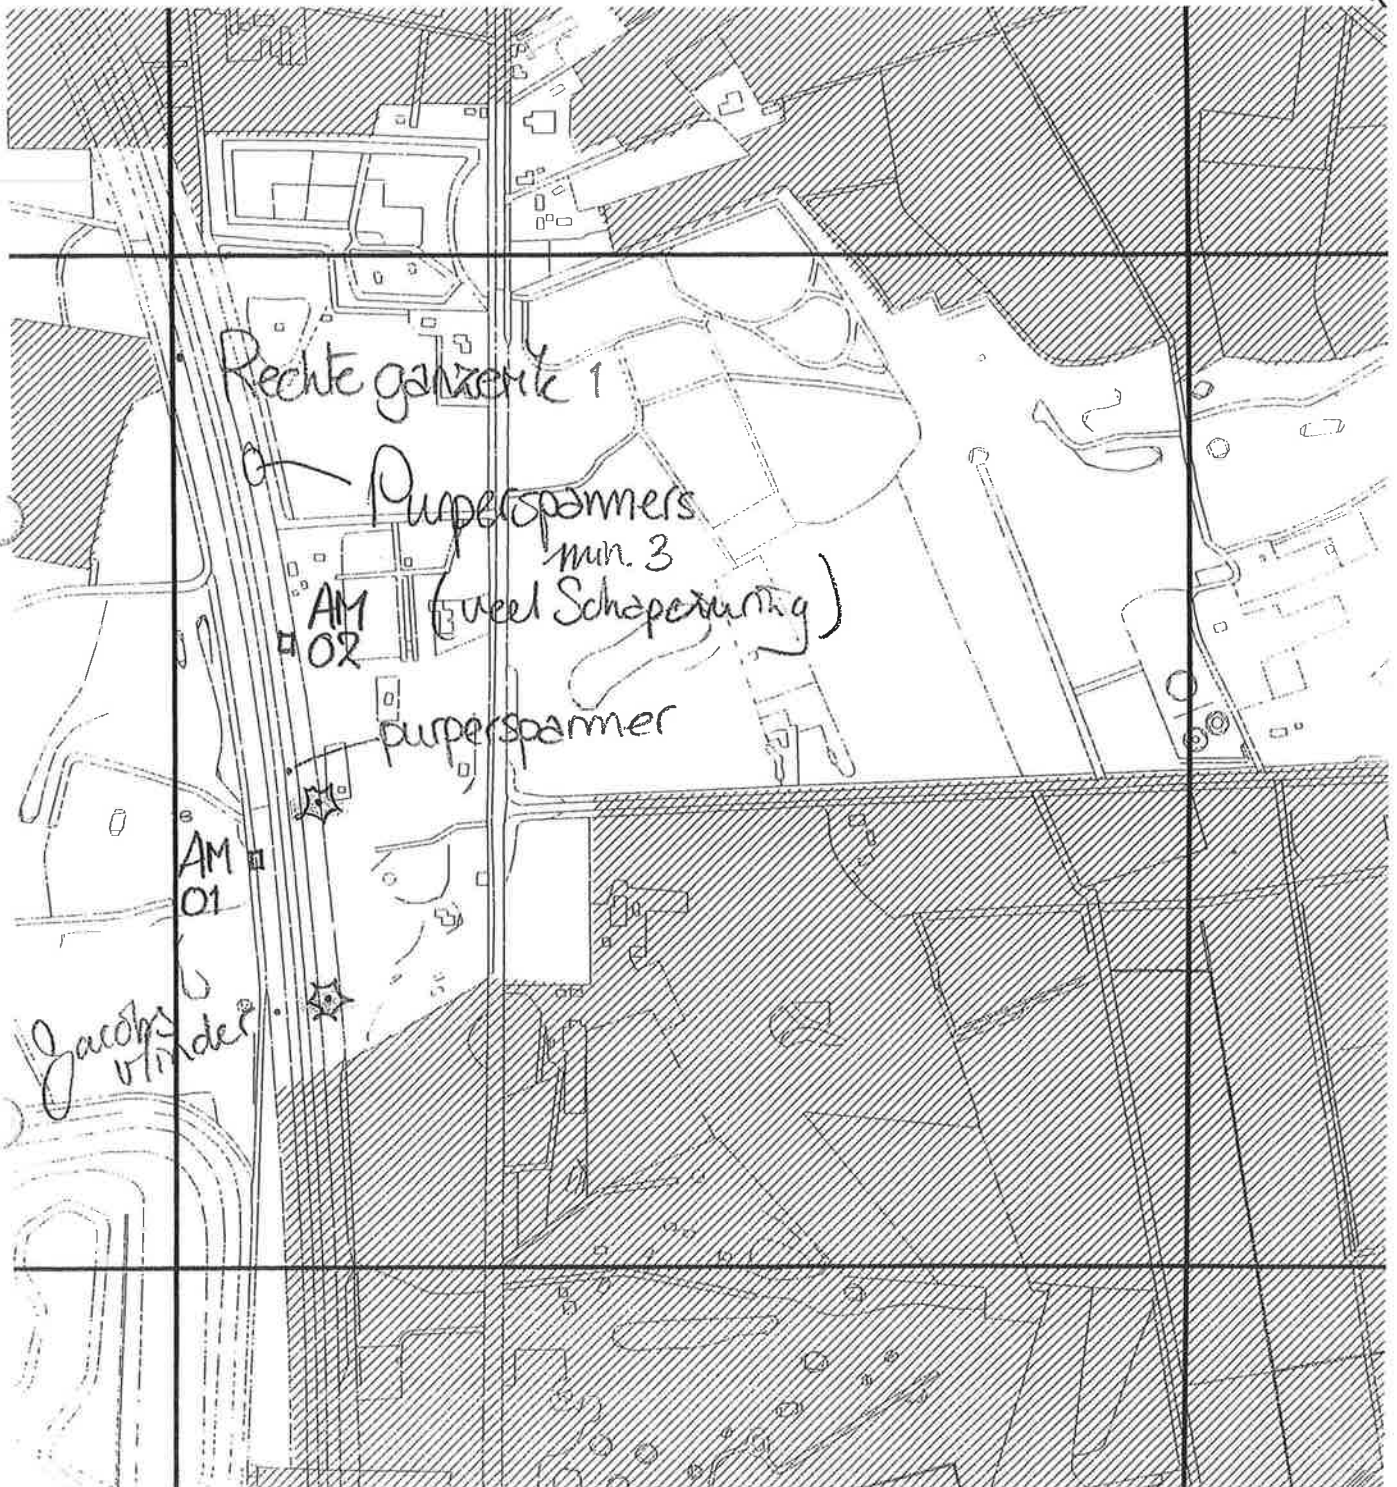 Rechte ganzerik 1
Purperspanners
min. 3
(veel Schapezuring)
AM
02
purperspanner
AM
01
Jacobs
vlinder